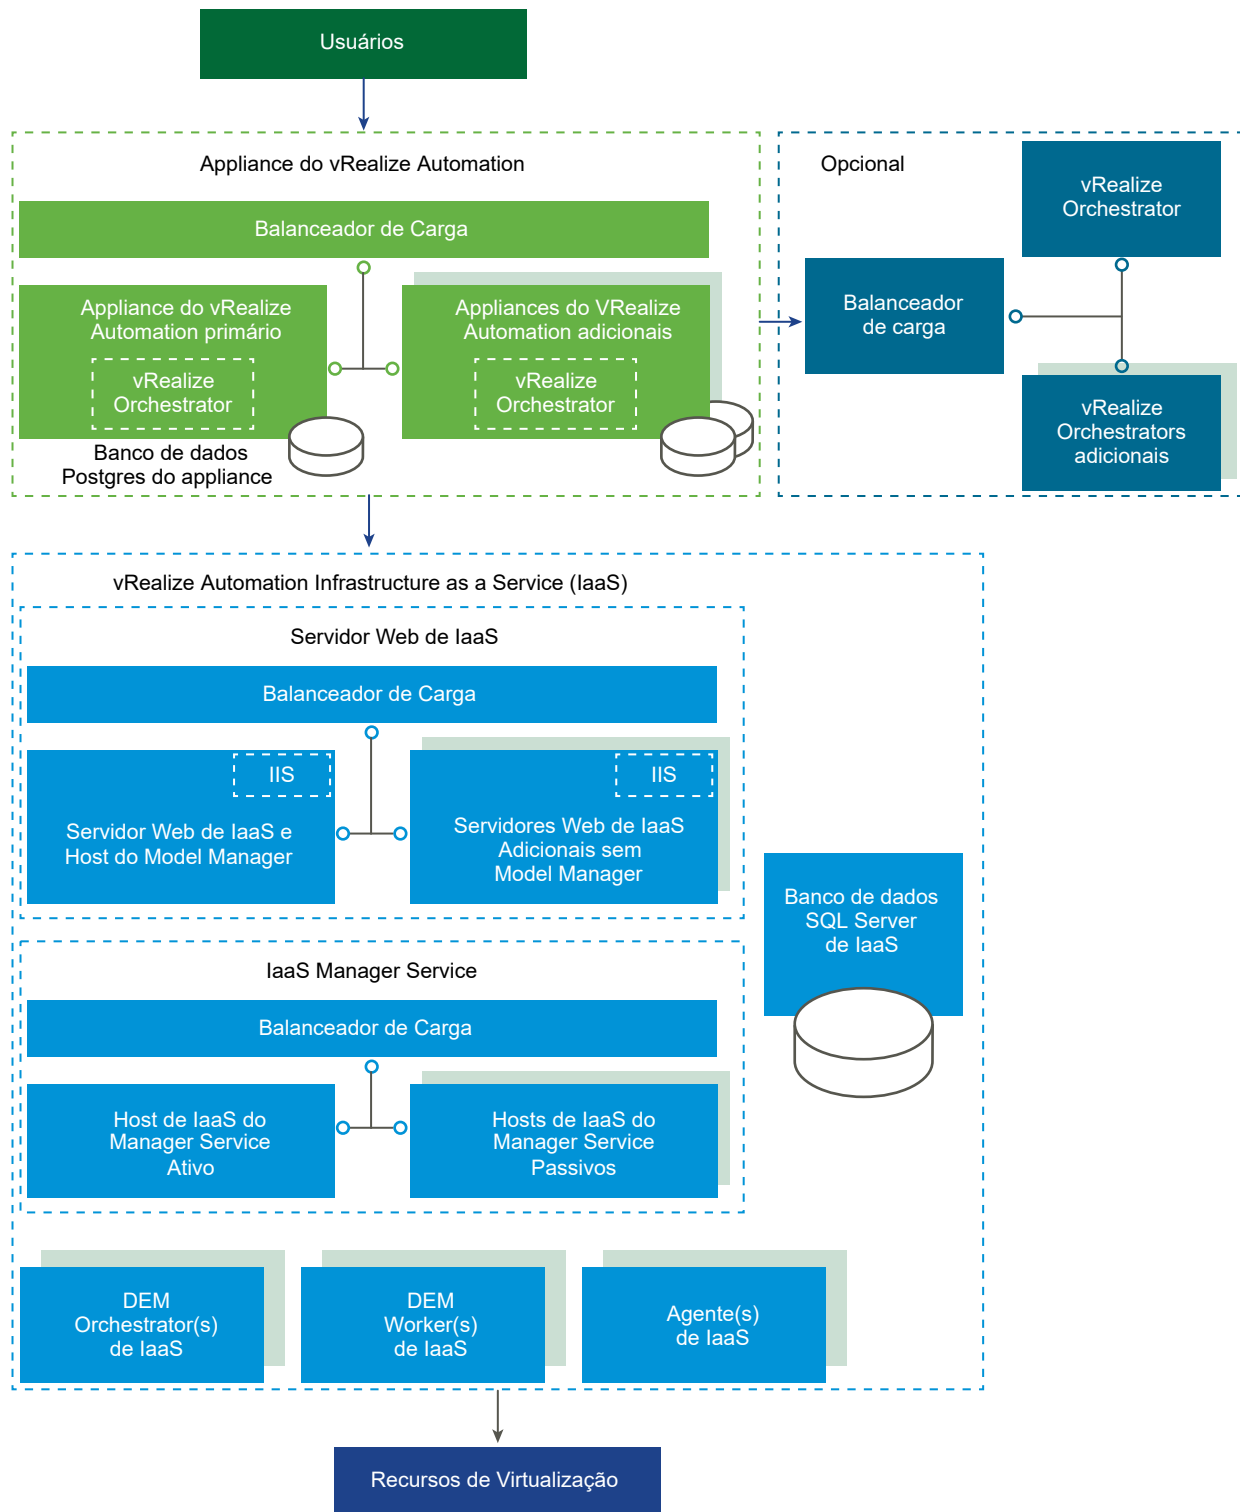 Usuários
Appliance do vRealize Automation
Balanceador de Carga
Appliance do vRealize
Automation primário
vRealize
Orchestrator
Appliances do VRealize
Automation adicionais
vRealize
Orchestrator
Banco de dados
Postgres do appliance
Opcional
vRealize
Orchestrator
Balanceador
de carga
vRealize
Orchestrators
adicionais
vRealize Automation Infrastructure as a Service (IaaS)
Servidor Web de IaaS
Balanceador de Carga
IIS
Servidor Web de IaaS e
Host do Model Manager
IIS
Servidores Web de IaaS
Adicionais sem
Model Manager
Banco de dados
SQL Server
de IaaS
IaaS Manager Service
Balanceador de Carga
Host de IaaS do
Manager Service
Ativo
Hosts de IaaS do
Manager Service
Passivos
DEM
Orchestrator(s)
de IaaS
DEM
Worker(s)
de IaaS
Agente(s)
de IaaS
Recursos de Virtualização